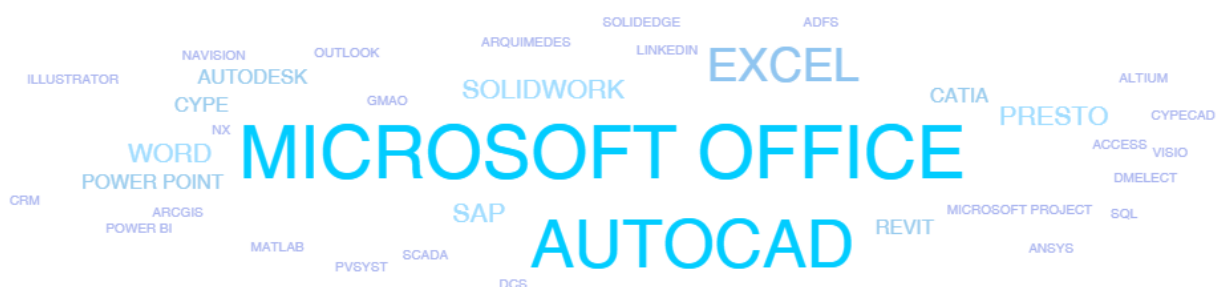 SOLIDEDGE
ADFS
ARQUIMEDES
LINKEDIN
NAVISION
OUTLOOK
EXCEL
ILLUSTRATOR
AUTODESK
ALTIUM
SOLIDWORK
CATIA
CYPE
GMAO
PRESTO
CYPECAD
NX
MICROSOFT OFFICE
ACCESS
VISIO
WORD
POWER POINT
DMELECT
CRM
ARCGIS
SAP
MICROSOFT PROJECT
SQL
POWER BI
AUTOCAD
REVIT
MATLAB
SCADA
ANSYS
PVSYST
DCS